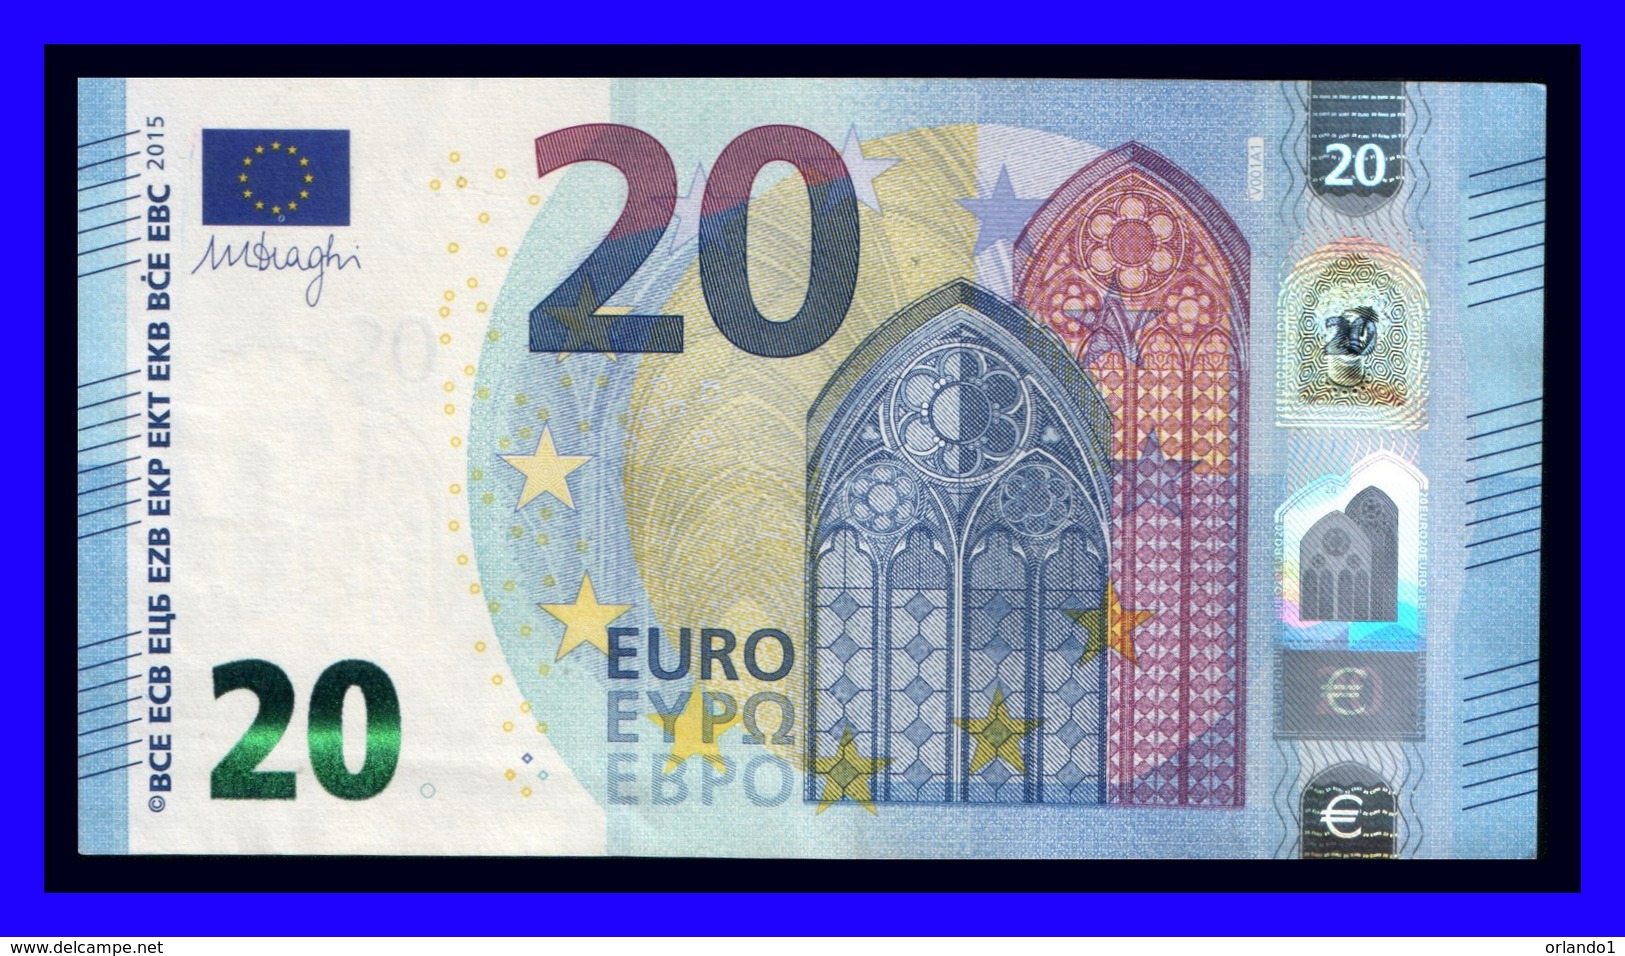 ©BCE ECB ЕЦБ EZB EKP EKT EKB BĊE EBC 2015
MDraghi
20
V001A1
20
20
EURO
ΕΥΡΩ
ЕВРО
20
€
€
www.delcampe.net
orlando1